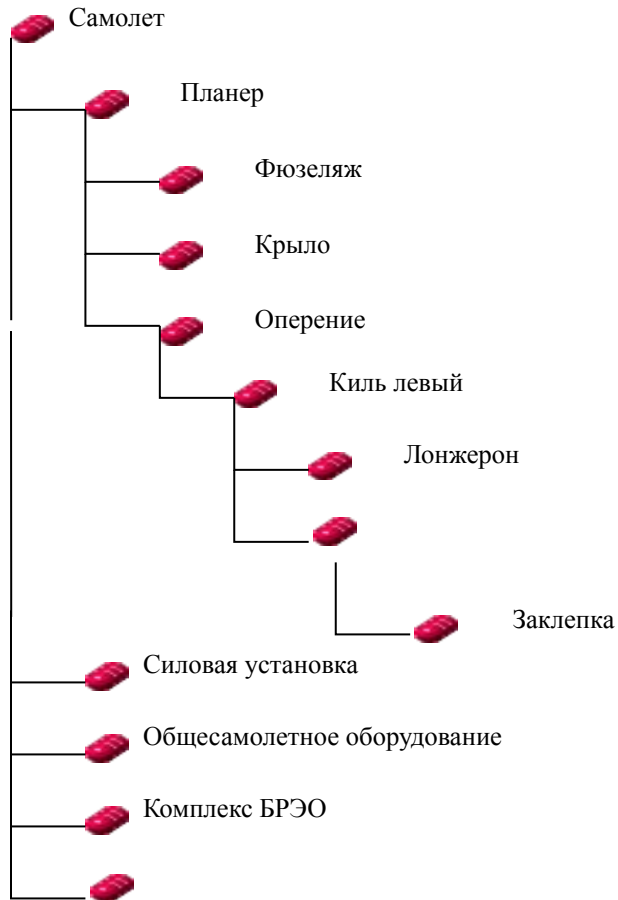 Самолет
Планер
Фюзеляж
Крыло
Оперение
Киль левый
Лонжерон
Заклепка
Силовая установка
Общесамолетное оборудование
Комплекс БРЭО